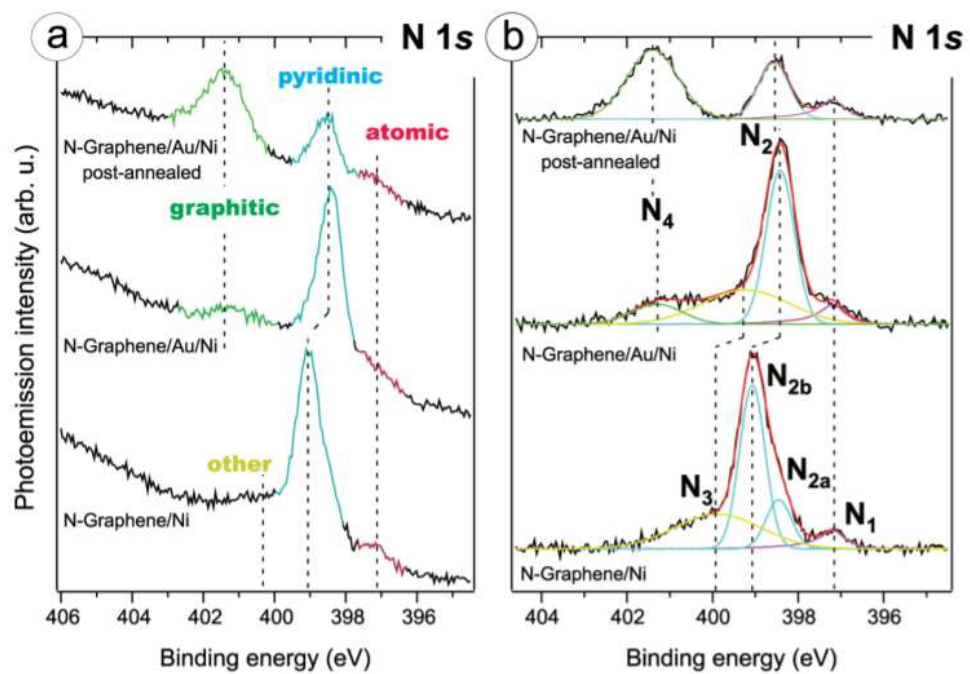 a
N 1s
pyridinic
atomic
N-Graphene/Au/Ni
post-annealed
graphitic
N-Graphene/Au/Ni
other
N-Graphene/Ni
Photoemission intensity (arb. u.)
406 404 402 400 398 396
Binding energy (eV)
b
N 1s
N-Graphene/Au/Ni
post-annealed
N2
N4
N-Graphene/Au/Ni
N2b
N2a
N3
N1
N-Graphene/Ni
404 402 400 398 396
Binding energy (eV)